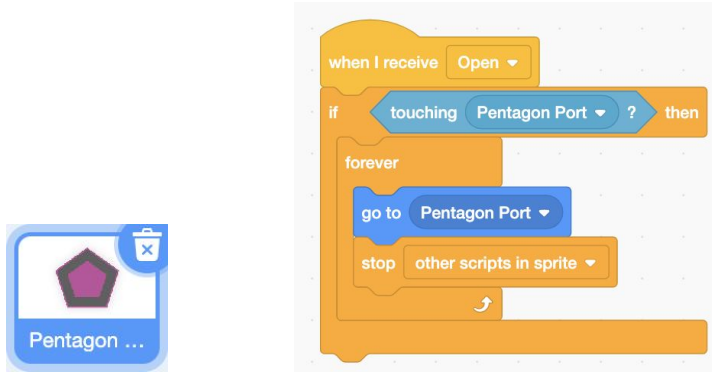 when I receive Open
if touching Pentagon Port ? then
forever
go to Pentagon Port
stop other scripts in sprite
Pentagon ...